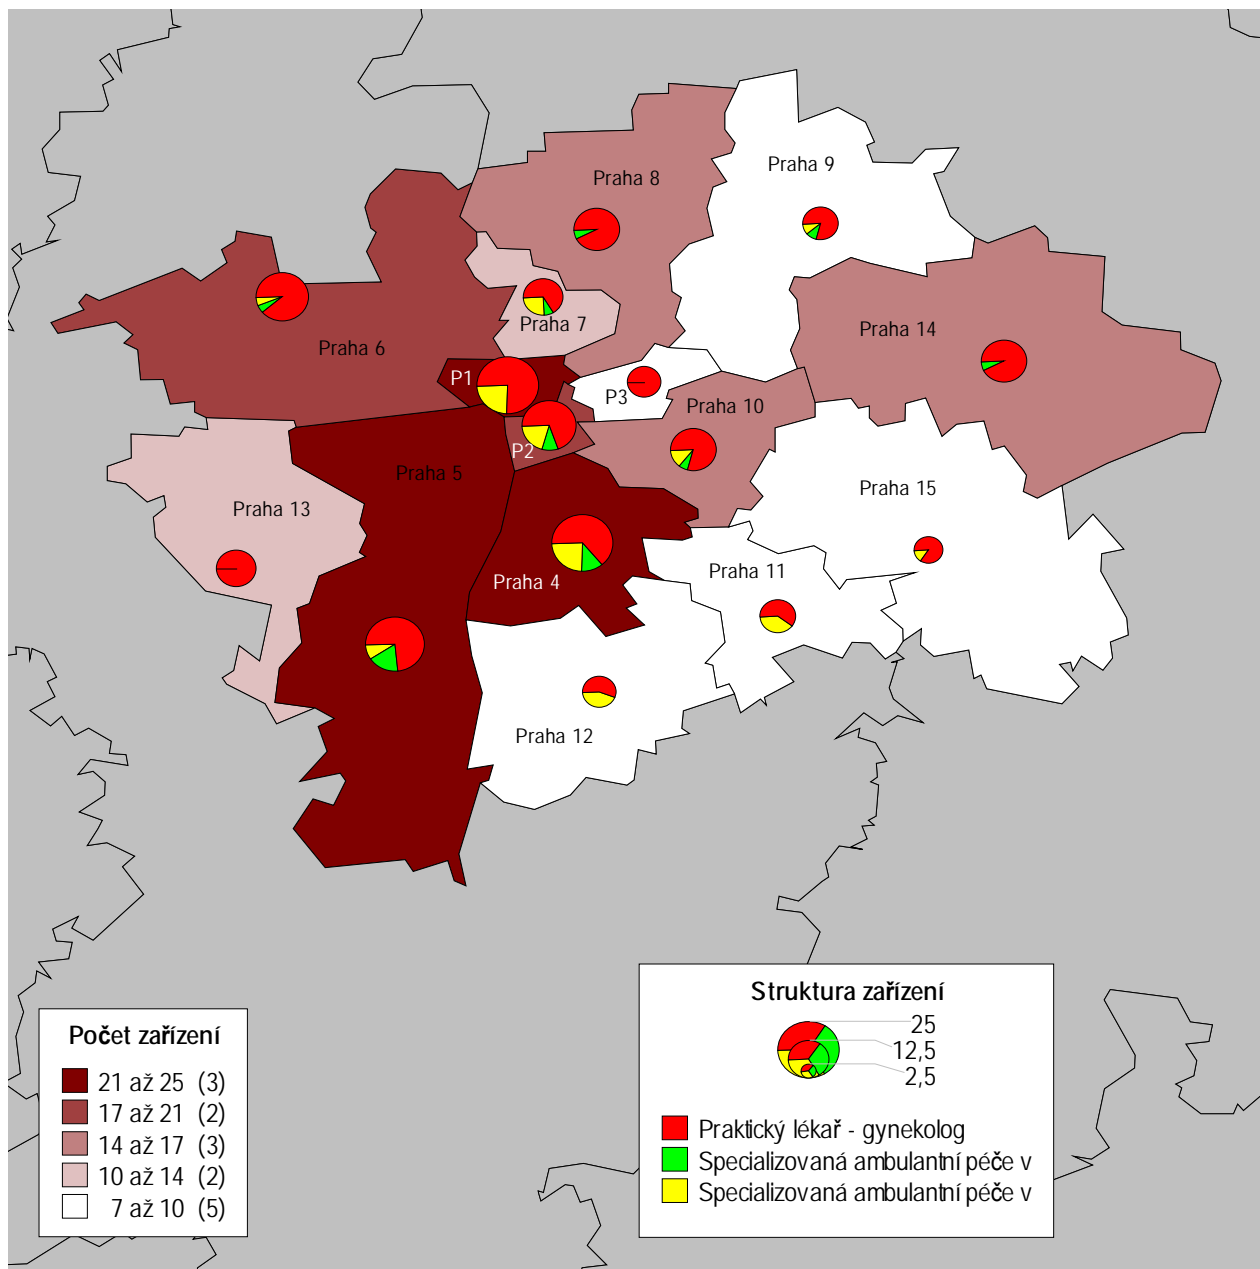 Praha 9
Praha 8
Praha 7
Praha 14
Praha 6
P1
P3
Praha 10
P2
Praha 5
Praha 15
Praha 13
Praha 11
Praha 4
Praha 12
Struktura zařízení
25
12,5
2,5
Praktický lékař - gynekolog
Specializovaná ambulantní péče v
Specializovaná ambulantní péče v
Počet zařízení
21 až 25 (3)
17 až 21 (2)
14 až 17 (3)
10 až 14 (2)
7 až 10 (5)